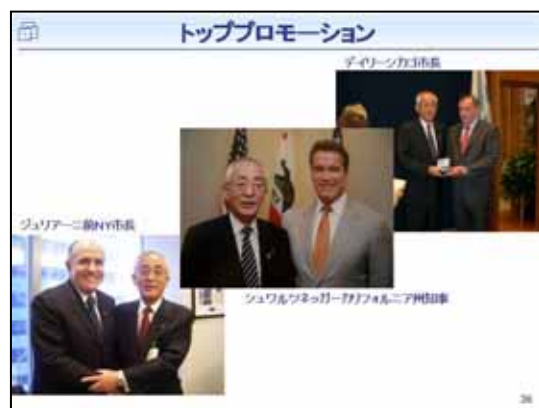 トッププロモーション
デイリーシカゴ市長
ジュリアーニ前NY市長
シュワルツネッガーカリフォルニア州知事
36